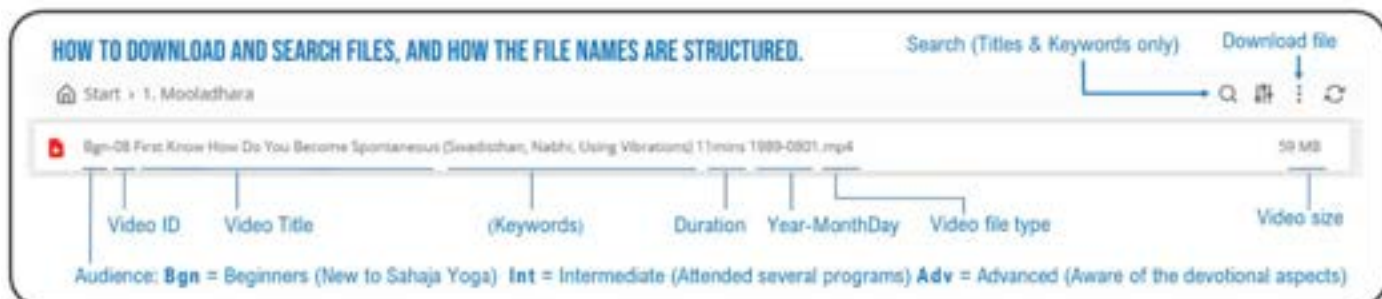 HOW TO DOWNLOAD AND SEARCH FILES, AND HOW THE FILE NAMES ARE STRUCTURED.
Search (Titles & Keywords only)
Download file
Start › 1. Mooladhara
Bgn-08 First Know How Do You Become Spontaneous (Swadisthan, Nabhi, Using Vibrations) 11mins 1989-0801.mp4
59 MB
Video ID
Video Title
(Keywords)
Duration
Year-MonthDay
Video file type
Video size
Audience: Bgn = Beginners (New to Sahaja Yoga) Int = Intermediate (Attended several programs) Adv = Advanced (Aware of the devotional aspects)